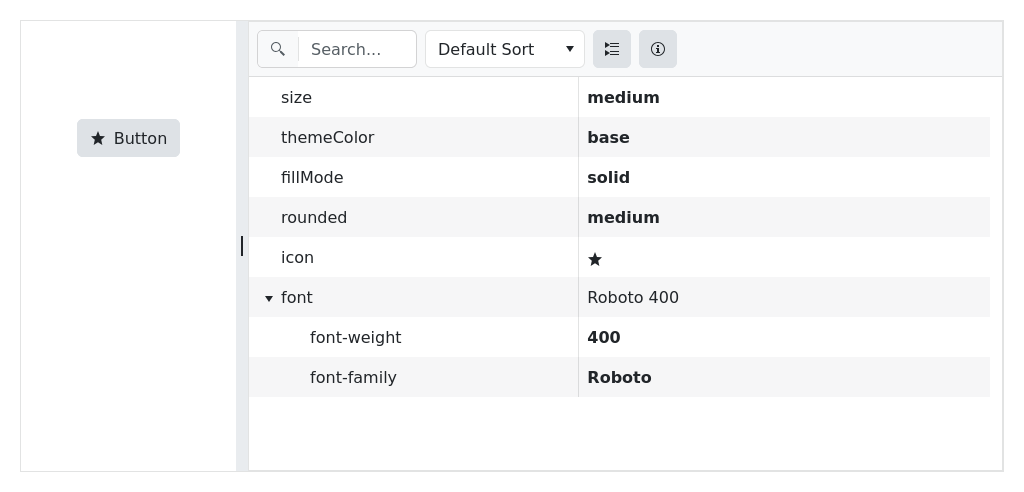 Search...
Default Sort
Button
size medium
themeColor base
fillMode solid
rounded medium
icon
font Roboto 400
font-weight 400
font-family Roboto